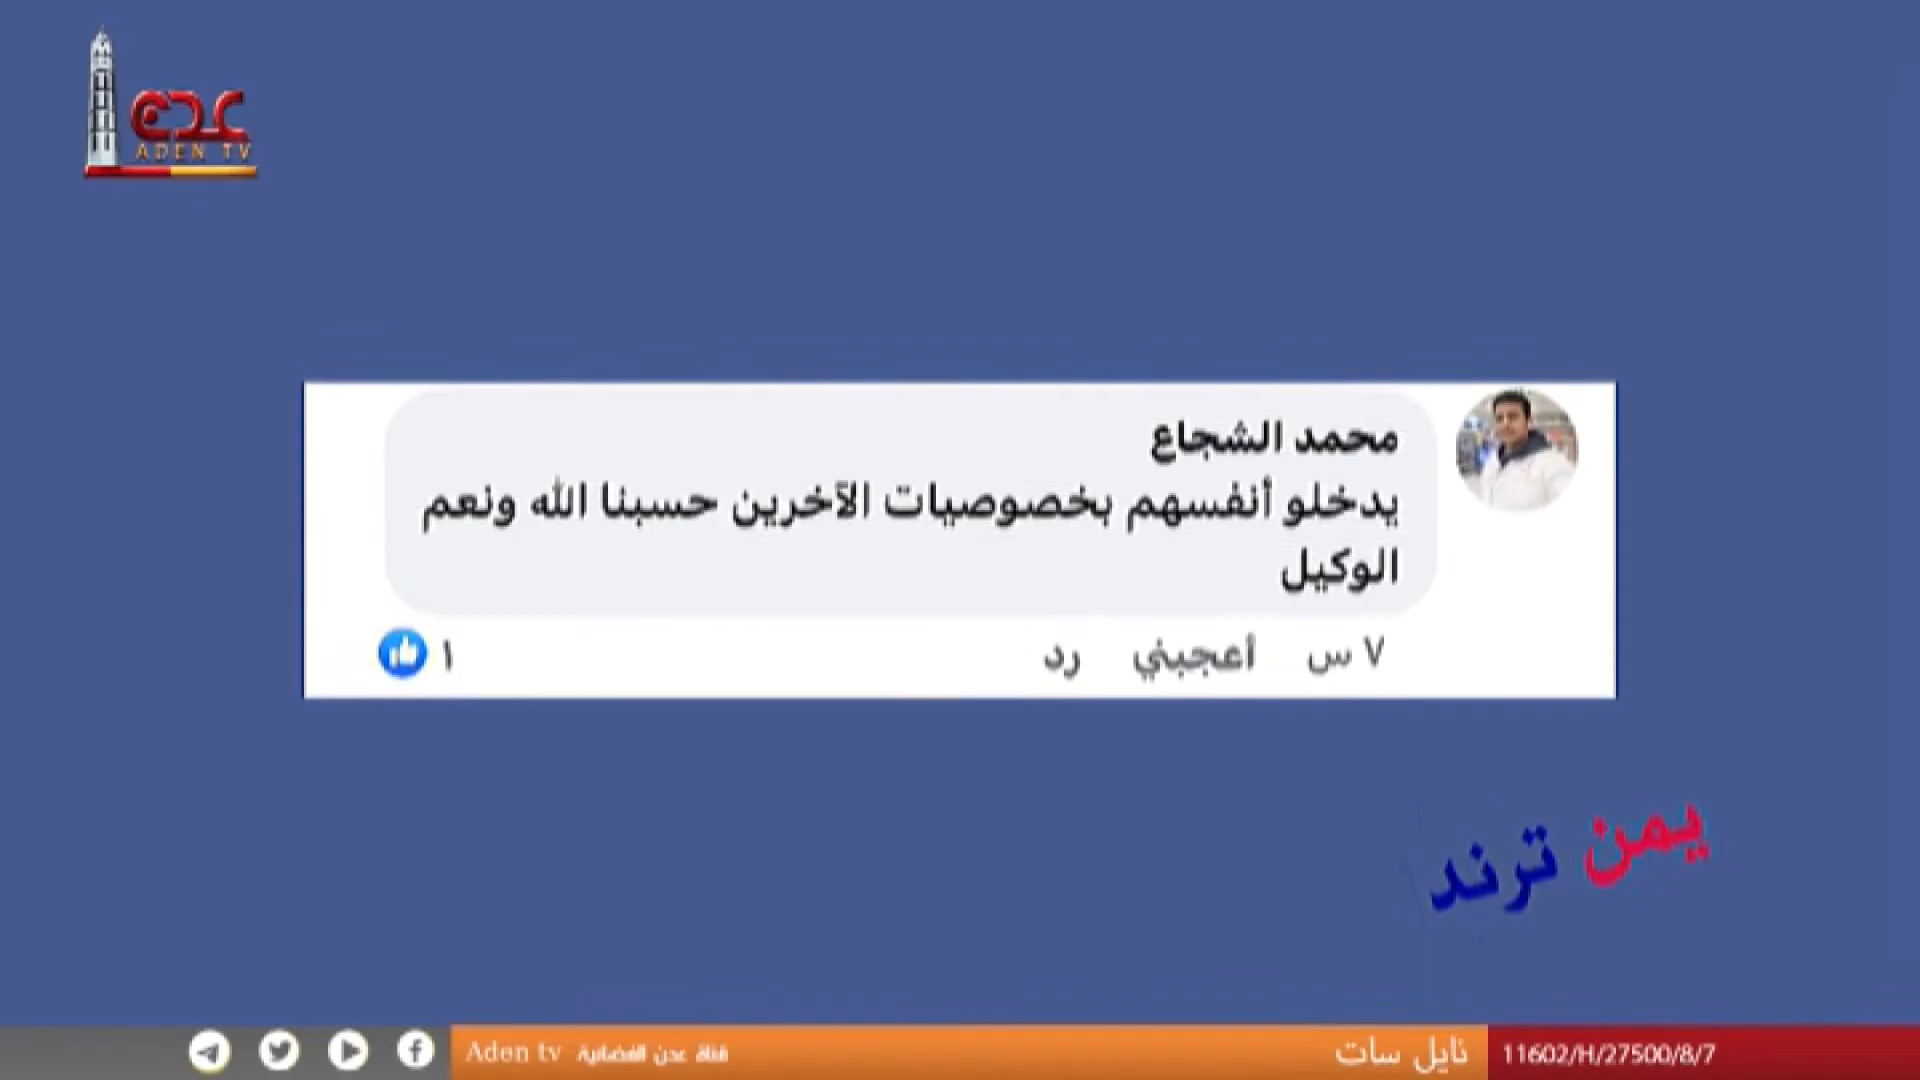 عدن
ADEN TV
محمد الشجاع
يدخلو أنفسهم بخصوصيات الآخرين حسبنا الله ونعم
الوكيل
٧ س أعجبني رد
١
يمن ترند
Aden tv قناة عدن الفضائية
نايل سات
11602/H/27500/8/7